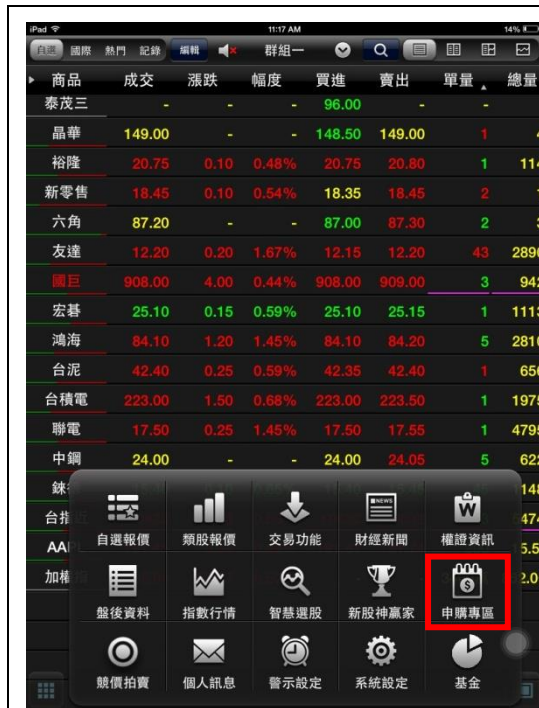 iPad 11:17 AM 14%
自選 國際 熱門 記錄 編輯 群組一
商品 成交 漲跌 幅度 買進 賣出 單量 總量
泰茂三 - - - 96.00 - -
晶華 149.00 - - 148.50 149.00 1
裕隆 20.75 0.10 0.48% 20.75 20.80 1 114
新零售 18.45 0.10 0.54% 18.35 18.45 2
六角 87.20 - - 87.00 87.30 2
友達 12.20 0.20 1.67% 12.15 12.20 43 2890
國巨 908.00 4.00 0.44% 908.00 909.00 3 942
宏碁 25.10 0.15 0.59% 25.10 25.15 1 1113
鴻海 84.10 1.20 1.45% 84.10 84.20 5 2810
台泥 42.40 0.25 0.59% 42.35 42.40 1 656
台積電 223.00 1.50 0.68% 223.00 223.50 1 1975
聯電 17.50 0.25 1.45% 17.50 17.55 1 4795
中鋼 24.00 - - 24.00 24.05 5 622
台指
AAP
加權
NEWS W
自選報價 類股報價 交易功能 財經新聞 權證資訊
$
盤後資料 指數行情 智慧選股 新股神贏家 申購專區
競價拍賣 個人訊息 警示設定 系統設定 基金